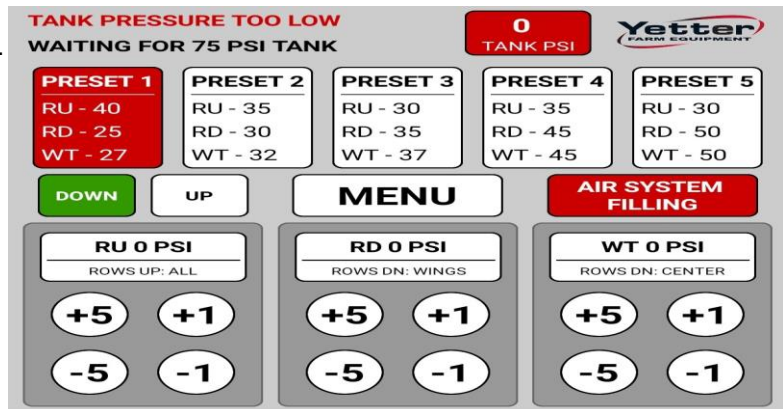 TANK PRESSURE TOO LOW
WAITING FOR 75 PSI TANK
0
TANK PSI
Yetter
FARM EQUIPMENT
PRESET 1
RU - 40
RD - 25
WT - 27
PRESET 2
RU - 35
RD - 30
WT - 32
PRESET 3
RU - 30
RD - 35
WT - 37
PRESET 4
RU - 35
RD - 45
WT - 45
PRESET 5
RU - 30
RD - 50
WT - 50
DOWN
UP
MENU
AIR SYSTEM
FILLING
RU 0 PSI
ROWS UP: ALL
+5 +1
-5 -1
RD 0 PSI
ROWS DN: WINGS
+5 +1
-5 -1
WT 0 PSI
ROWS DN: CENTER
+5 +1
-5 -1